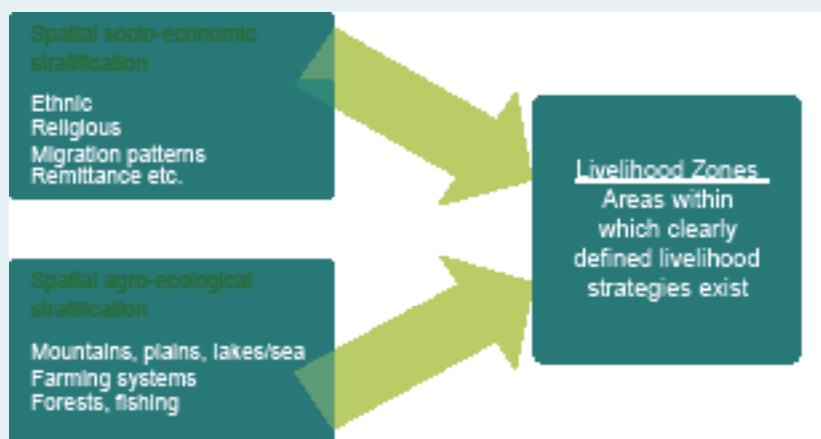 Spatial socio-economic
stratification
Ethnic
Religious
Migration patterns
Remittance etc.
Spatial agro-ecological
stratification
Mountains, plains, lakes/sea
Farming systems
Forests, fishing
Livelihood Zones
Areas within
which clearly
defined livelihood
strategies exist